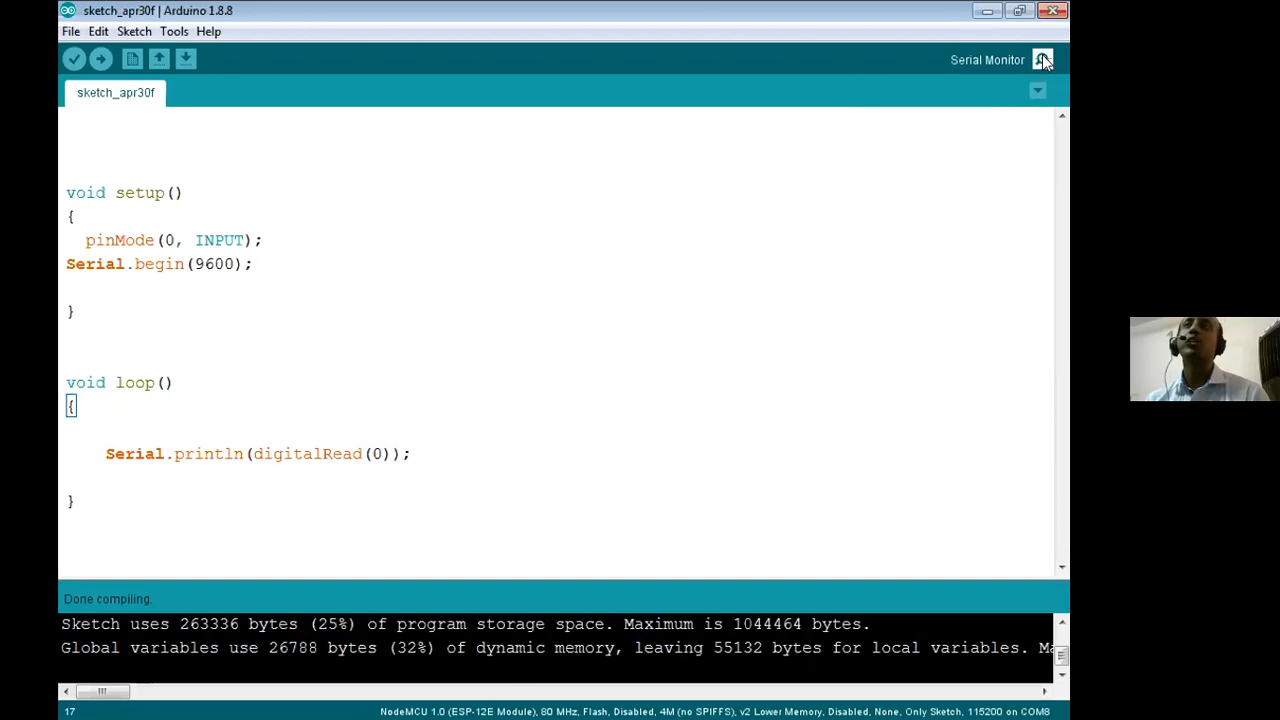 sketch_apr30f | Arduino 1.8.8
File Edit Sketch Tools Help
Serial Monitor
sketch_apr30f
void setup()
{
pinMode(0, INPUT);
Serial.begin(9600);
}
void loop()
{
Serial.println(digitalRead(0));
}
Done compiling.
Sketch uses 263336 bytes (25%) of program storage space. Maximum is 1044464 bytes.
Global variables use 26788 bytes (32%) of dynamic memory, leaving 55132 bytes for local variables.
17 NodeMCU 1.0 (ESP-12E Module), 80 MHz, Flash, Disabled, 4M (no SPIFFS), v2 Lower Memory, Disabled, None, Only Sketch, 115200 on COM8